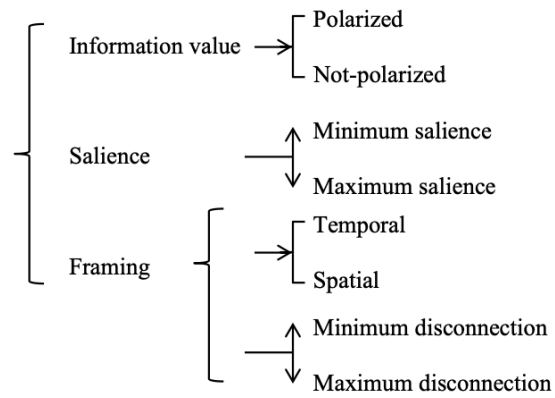 Polarized
Information value
Not-polarized
Minimum salience
Salience
Maximum salience
Temporal
Framing
Spatial
Minimum disconnection
Maximum disconnection